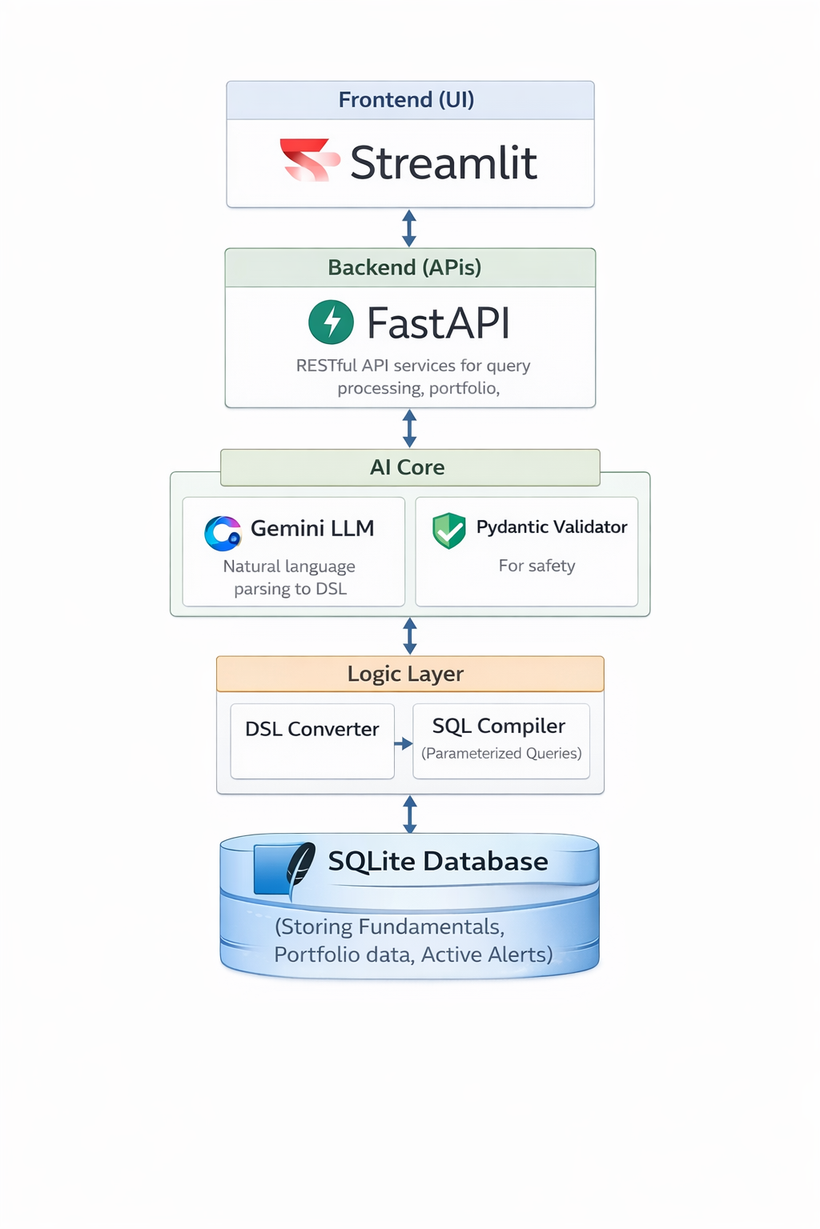 Frontend (UI)
Streamlit
Backend (APis)
FastAPI
RESTful API services for query
processing, portfolio,
AI Core
Gemini LLM
Natural language
parsing to DSL
Pydantic Validator
For safety
Logic Layer
DSL Converter
SQL Compiler
(Parameterized Queries)
SQLite Database
(Storing Fundamentals,
Portfolio data, Active Alerts)